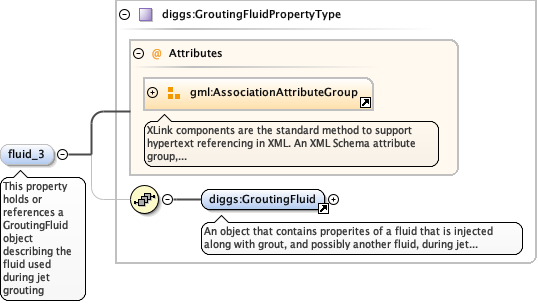 diggs:GroutingFluidPropertyType
@ Attributes
gml:AssociationAttributeGroup
XLink components are the standard method to support
hypertext referencing in XML. An XML Schema attribute
group,...
fluid_3
This property
holds or
references a
GroutingFluid
object
describing the
fluid used
during jet
grouting
diggs:GroutingFluid
An object that contains properites of a fluid that is injected
along with grout, and possibly another fluid, during jet...